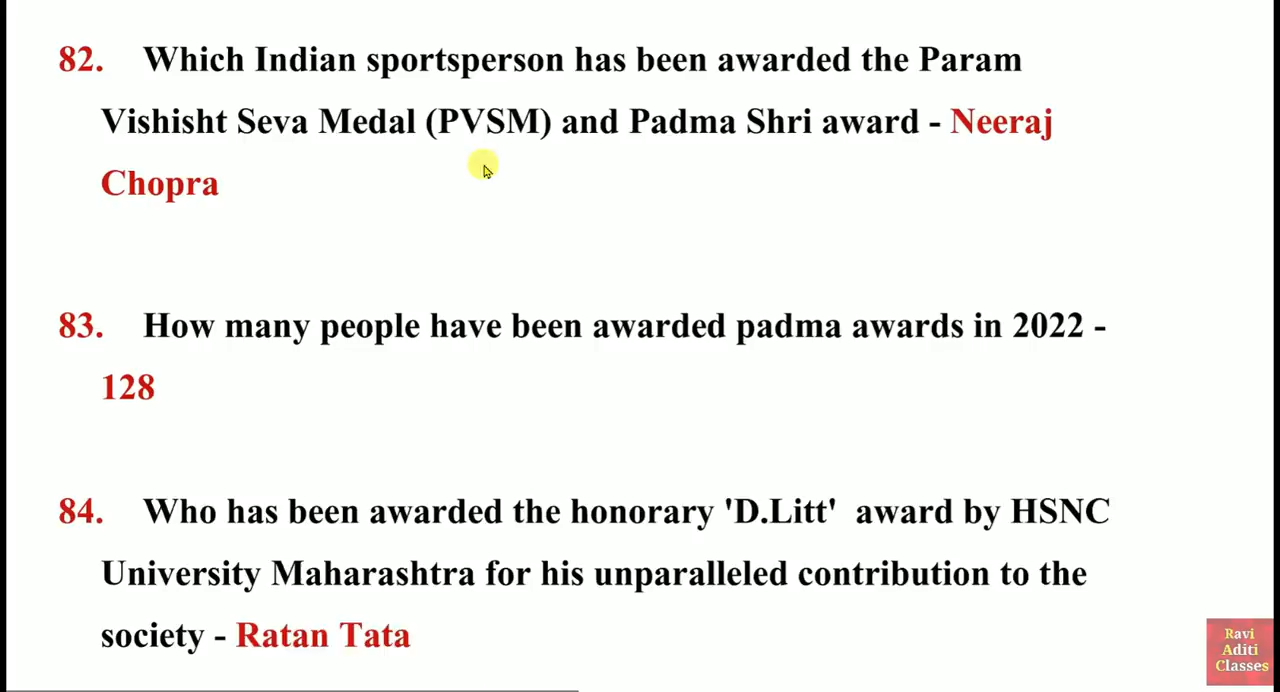 82. Which Indian sportsperson has been awarded the Param
Vishisht Seva Medal (PVSM) and Padma Shri award - Neeraj
Chopra
83. How many people have been awarded padma awards in 2022 -
128
84. Who has been awarded the honorary 'D.Litt' award by HSNC
University Maharashtra for his unparalleled contribution to the
society - Ratan Tata
Ravi
Aditi
Classes